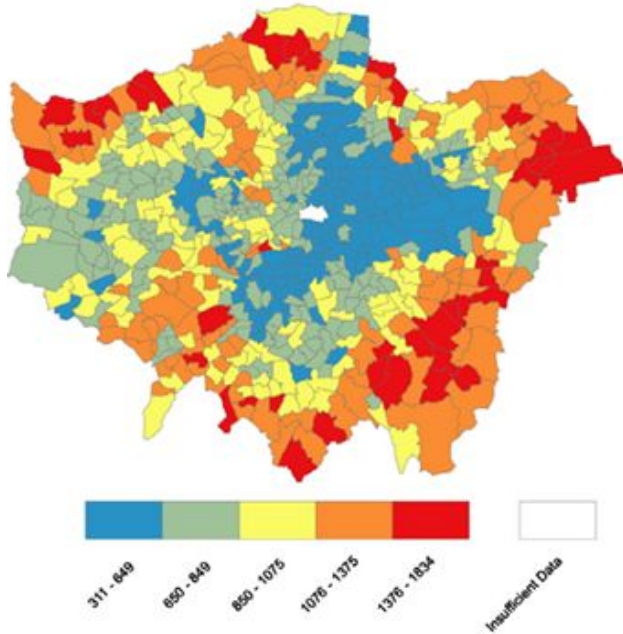 311 - 649
650 - 849
850 - 1075
1076 - 1375
1376 - 1834
Insufficient Data